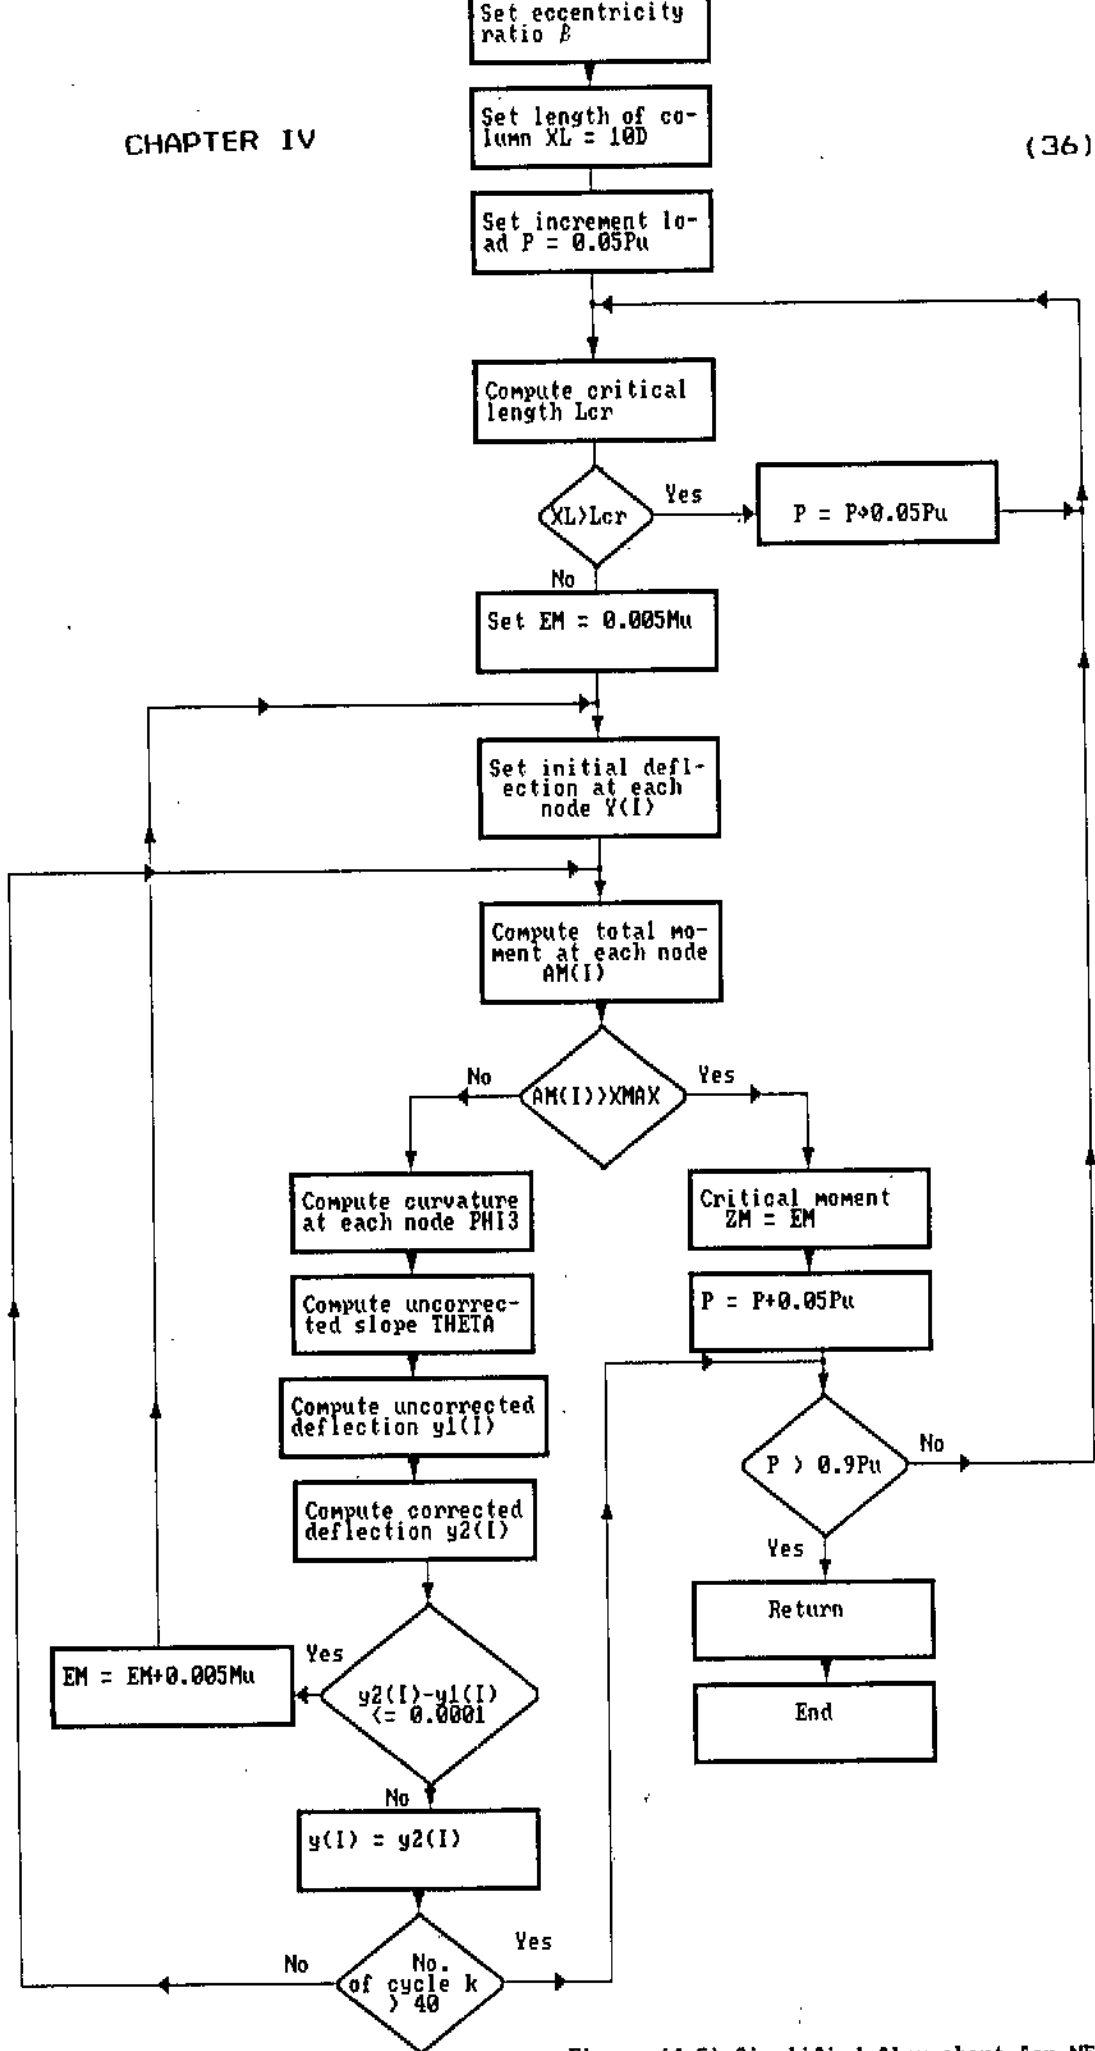 Set eccentricity
ratio β
CHAPTER IV
(36)
Set length of co-
lumn XL = 10D
Set increment lo-
ad P = 0.05Pu
Compute critical
length Lcr
XL>Lcr
Yes
P = P+0.05Pu
No
Set EM = 0.005Mu
Set initial defl-
ection at each
node Y(I)
Compute total mo-
ment at each node
AM(I)
AM(I)>XMAX
No
Yes
Compute curvature
at each node PHI3
Critical moment
ZM = EM
Compute uncorrec-
ted slope THETA
P = P+0.05Pu
Compute uncorrected
deflection y1(I)
P > 0.9Pu
No
Compute corrected
deflection y2(I)
Yes
Return
Yes
EM = EM+0.005Mu
y2(I)-y1(I)
<= 0.0001
End
No
y(I) = y2(I)
No
No.
of cycle k
> 40
Yes